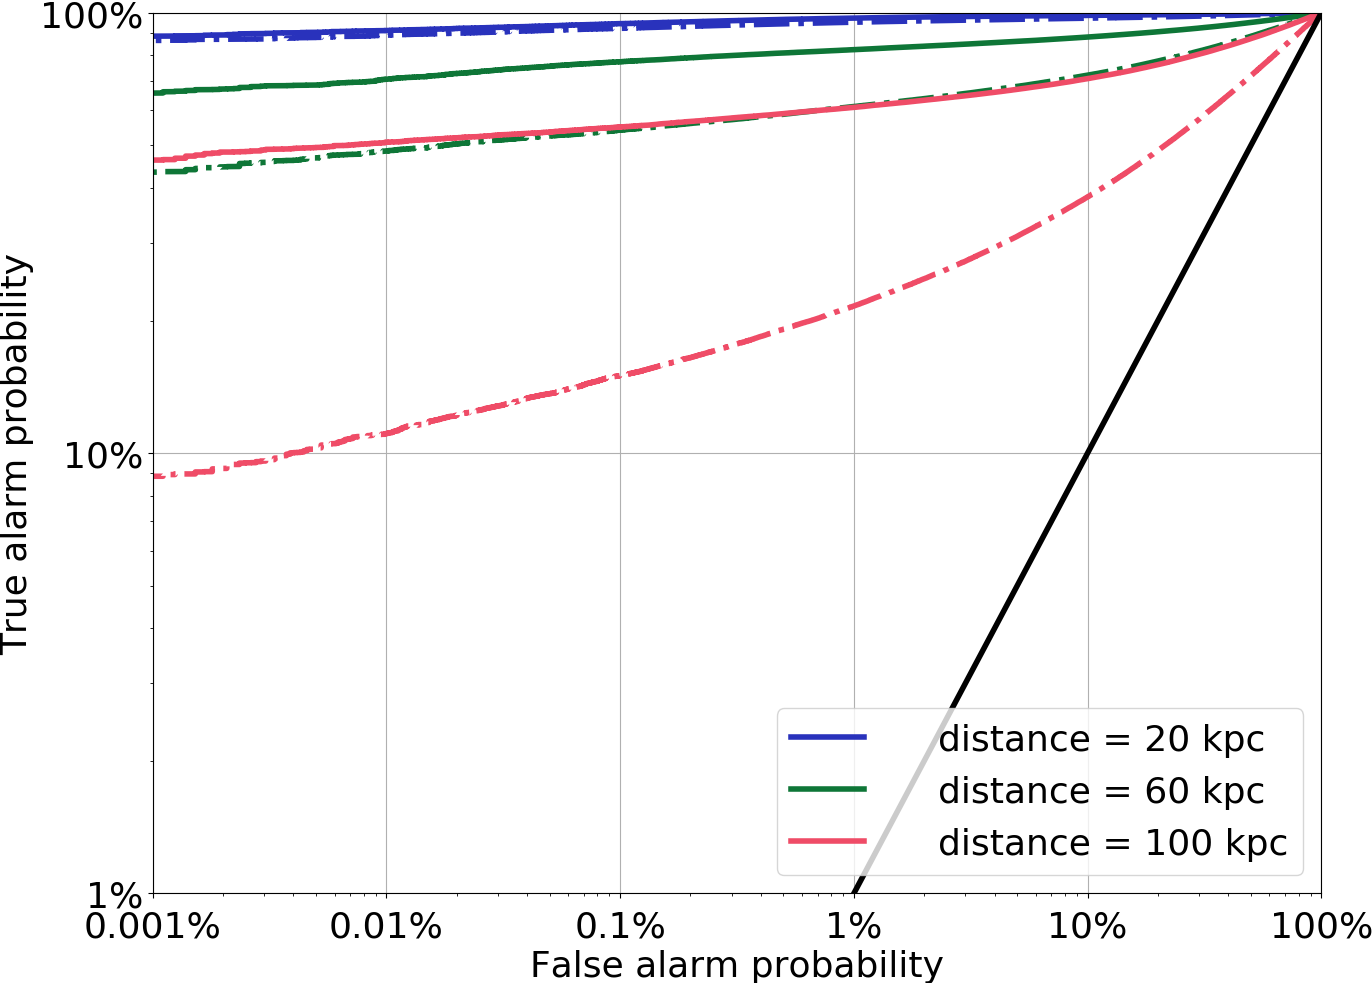 100%
10%
1%
True alarm probability
distance = 20 kpc
distance = 60 kpc
distance = 100 kpc
0.001% 0.01% 0.1% 1% 10% 100%
False alarm probability